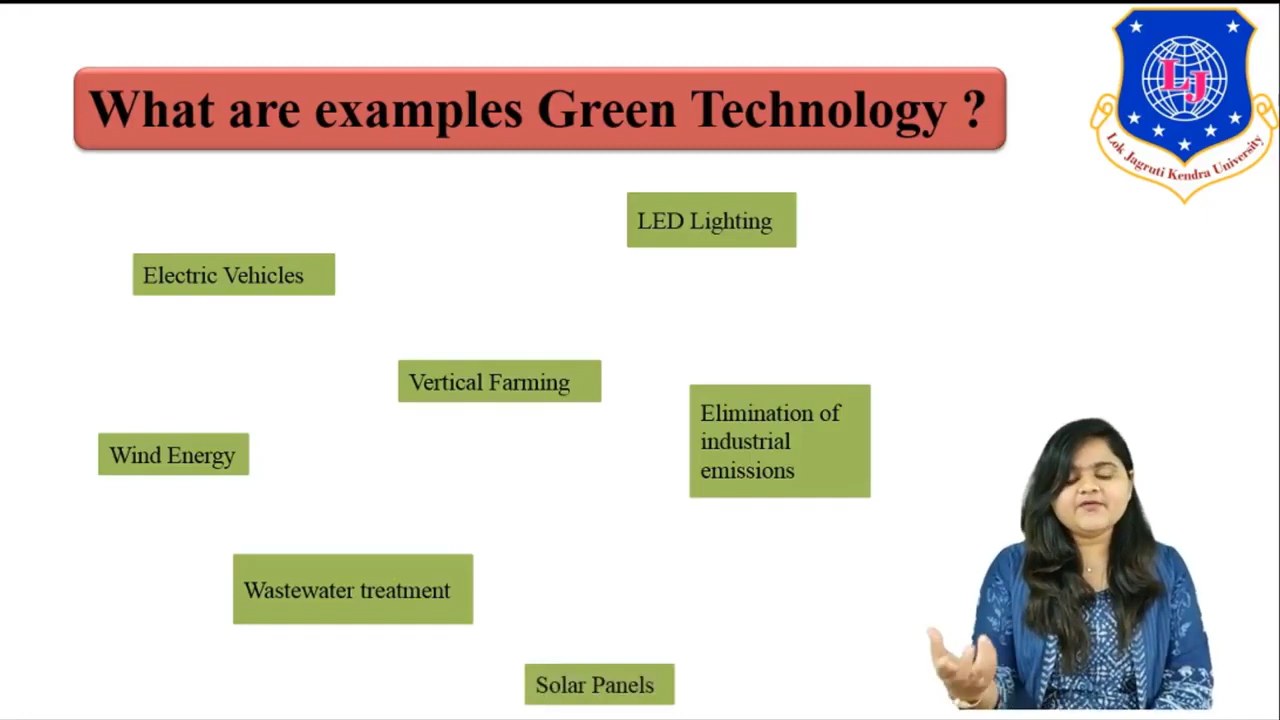 What are examples Green Technology ?
LJ
Lok Jagruti Kendra University
LED Lighting
Electric Vehicles
Vertical Farming
Elimination of
industrial
emissions
Wind Energy
Wastewater treatment
Solar Panels